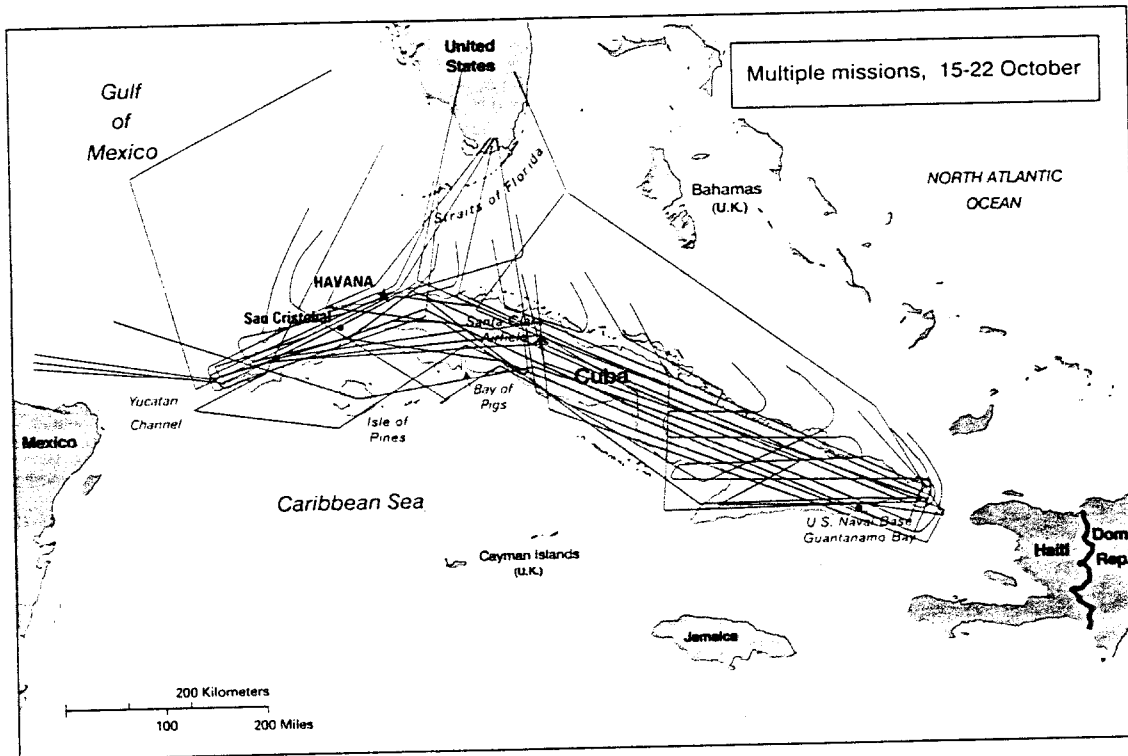 United
States
Multiple missions, 15-22 October
Gulf
of
Mexico
Straits of Florida
Bahamas
(U.K.)
NORTH ATLANTIC
OCEAN
HAVANA
San Cristobal
Santa Clara
Airfield
Cuba
Yucatan
Channel
Bay of
Pigs
Isle of
Pines
Mexico
Caribbean Sea
U.S. Naval Base
Guantanamo Bay
Cayman Islands
(U.K.)
Haiti
Dom
Rep.
Jamaica
200 Kilometers
100
200 Miles